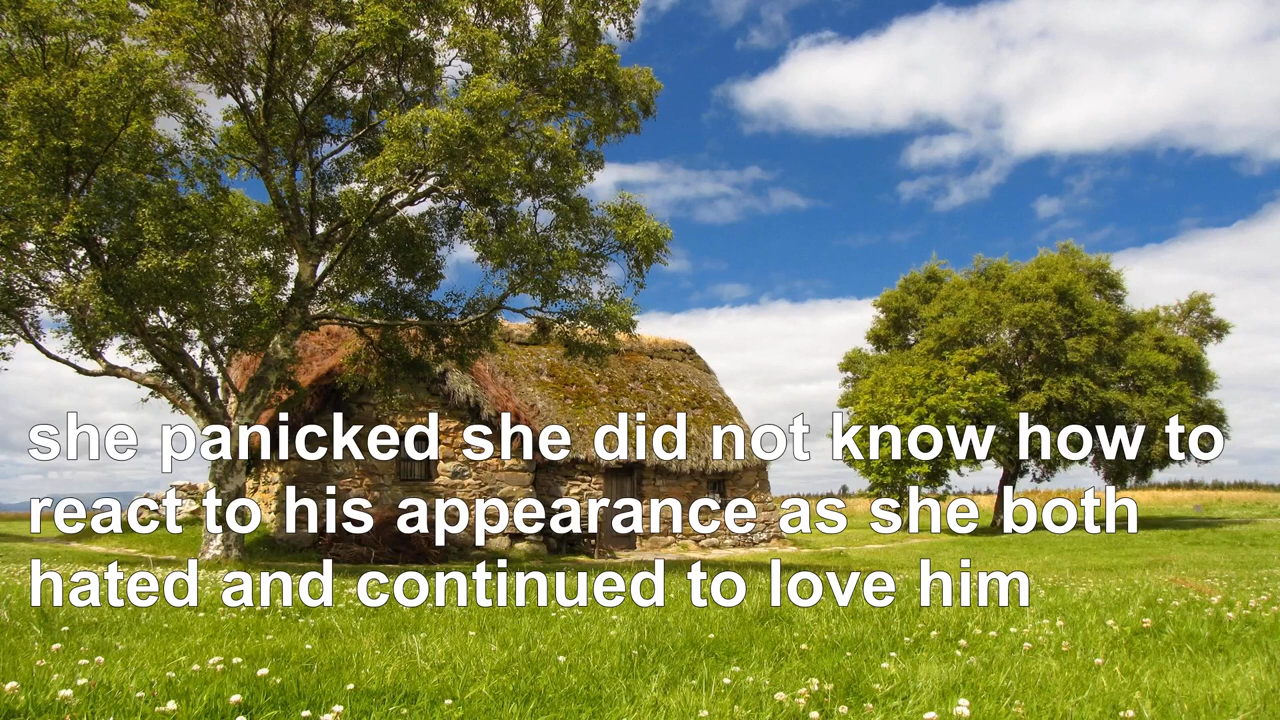 she panicked she did not know how to
react to his appearance as she both
hated and continued to love him